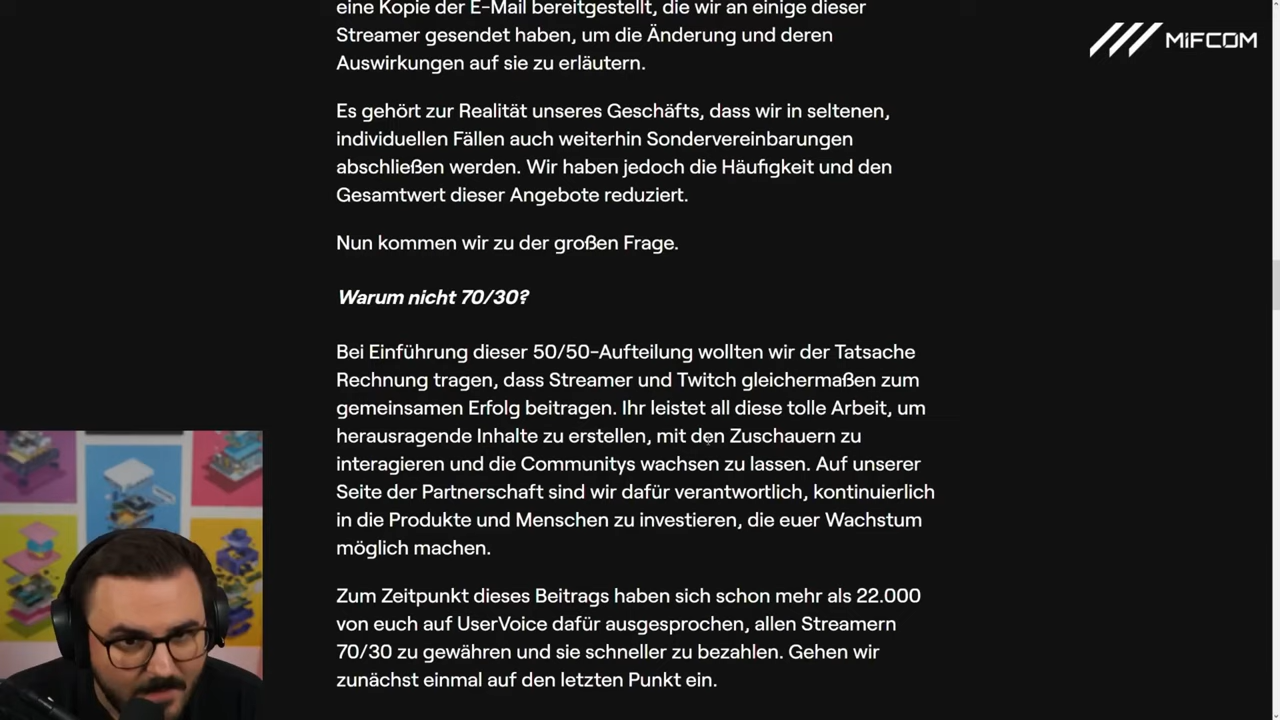 eine Kopie der E-Mail bereitgestellt, die wir an einige dieser
Streamer gesendet haben, um die Änderung und deren
Auswirkungen auf sie zu erläutern.
MIFCOM
Es gehört zur Realität unseres Geschäfts, dass wir in seltenen,
individuellen Fällen auch weiterhin Sondervereinbarungen
abschließen werden. Wir haben jedoch die Häufigkeit und den
Gesamtwert dieser Angebote reduziert.
Nun kommen wir zu der großen Frage.
Warum nicht 70/30?
Bei Einführung dieser 50/50-Aufteilung wollten wir der Tatsache
Rechnung tragen, dass Streamer und Twitch gleichermaßen zum
gemeinsamen Erfolg beitragen. Ihr leistet all diese tolle Arbeit, um
herausragende Inhalte zu erstellen, mit den Zuschauern zu
interagieren und die Communitys wachsen zu lassen. Auf unserer
Seite der Partnerschaft sind wir dafür verantwortlich, kontinuierlich
in die Produkte und Menschen zu investieren, die euer Wachstum
möglich machen.
Zum Zeitpunkt dieses Beitrags haben sich schon mehr als 22.000
von euch auf UserVoice dafür ausgesprochen, allen Streamern
70/30 zu gewähren und sie schneller zu bezahlen. Gehen wir
zunächst einmal auf den letzten Punkt ein.